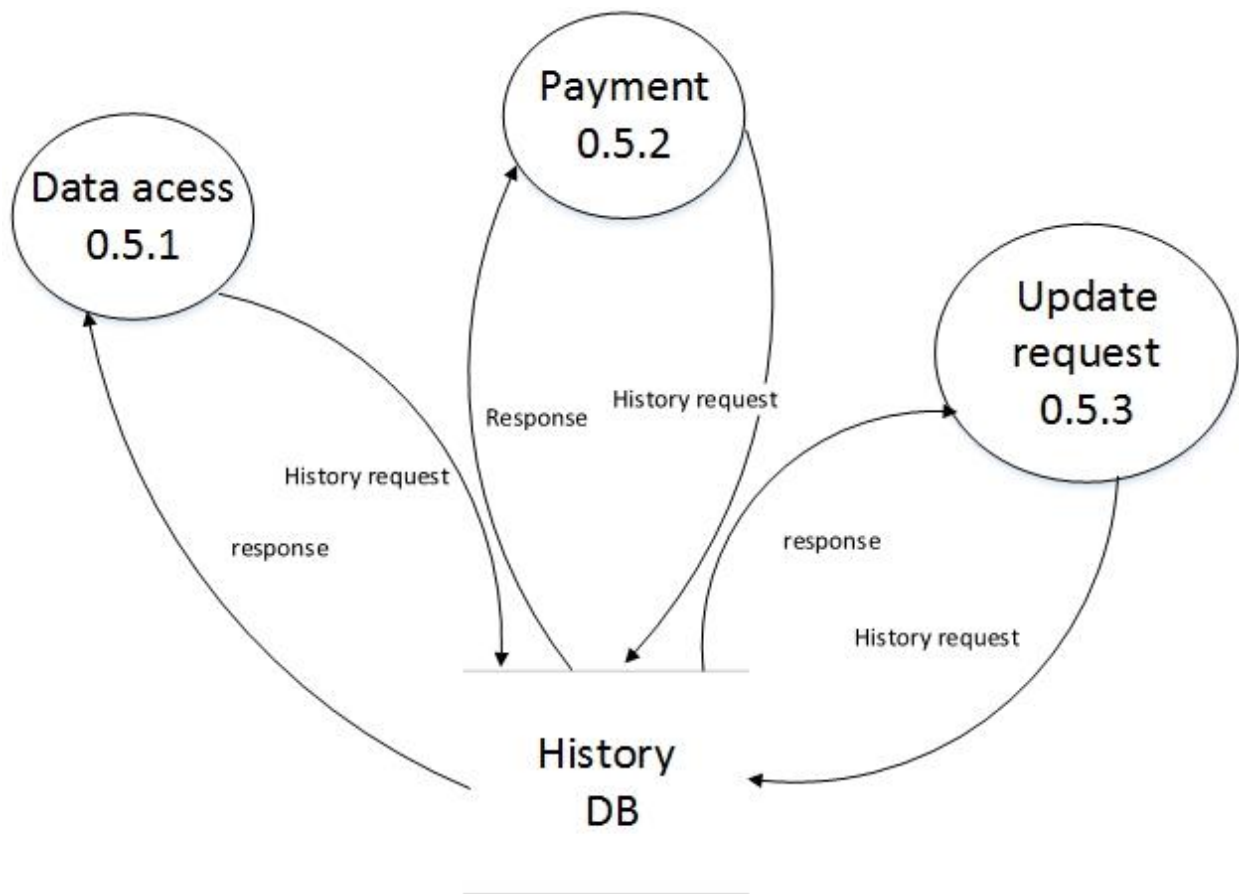 Payment
0.5.2
Data acess
0.5.1
Update
request
0.5.3
Response
History request
History request
response
response
History request
History
DB